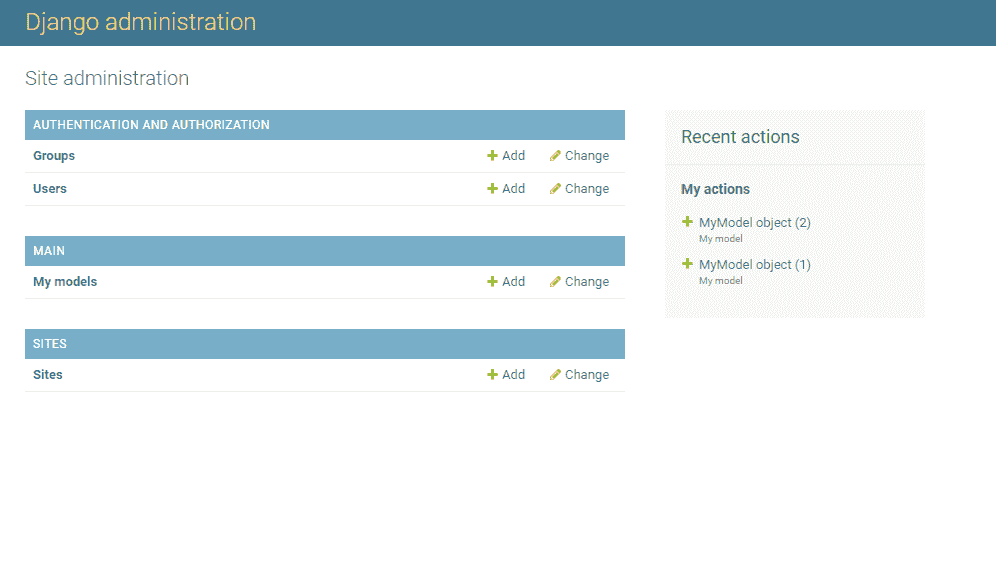 Django administration
Site administration
AUTHENTICATION AND AUTHORIZATION
Groups Add Change
Users Add Change
MAIN
My models Add Change
SITES
Sites Add Change
Recent actions
My actions
MyModel object (2)
My model
MyModel object (1)
My model